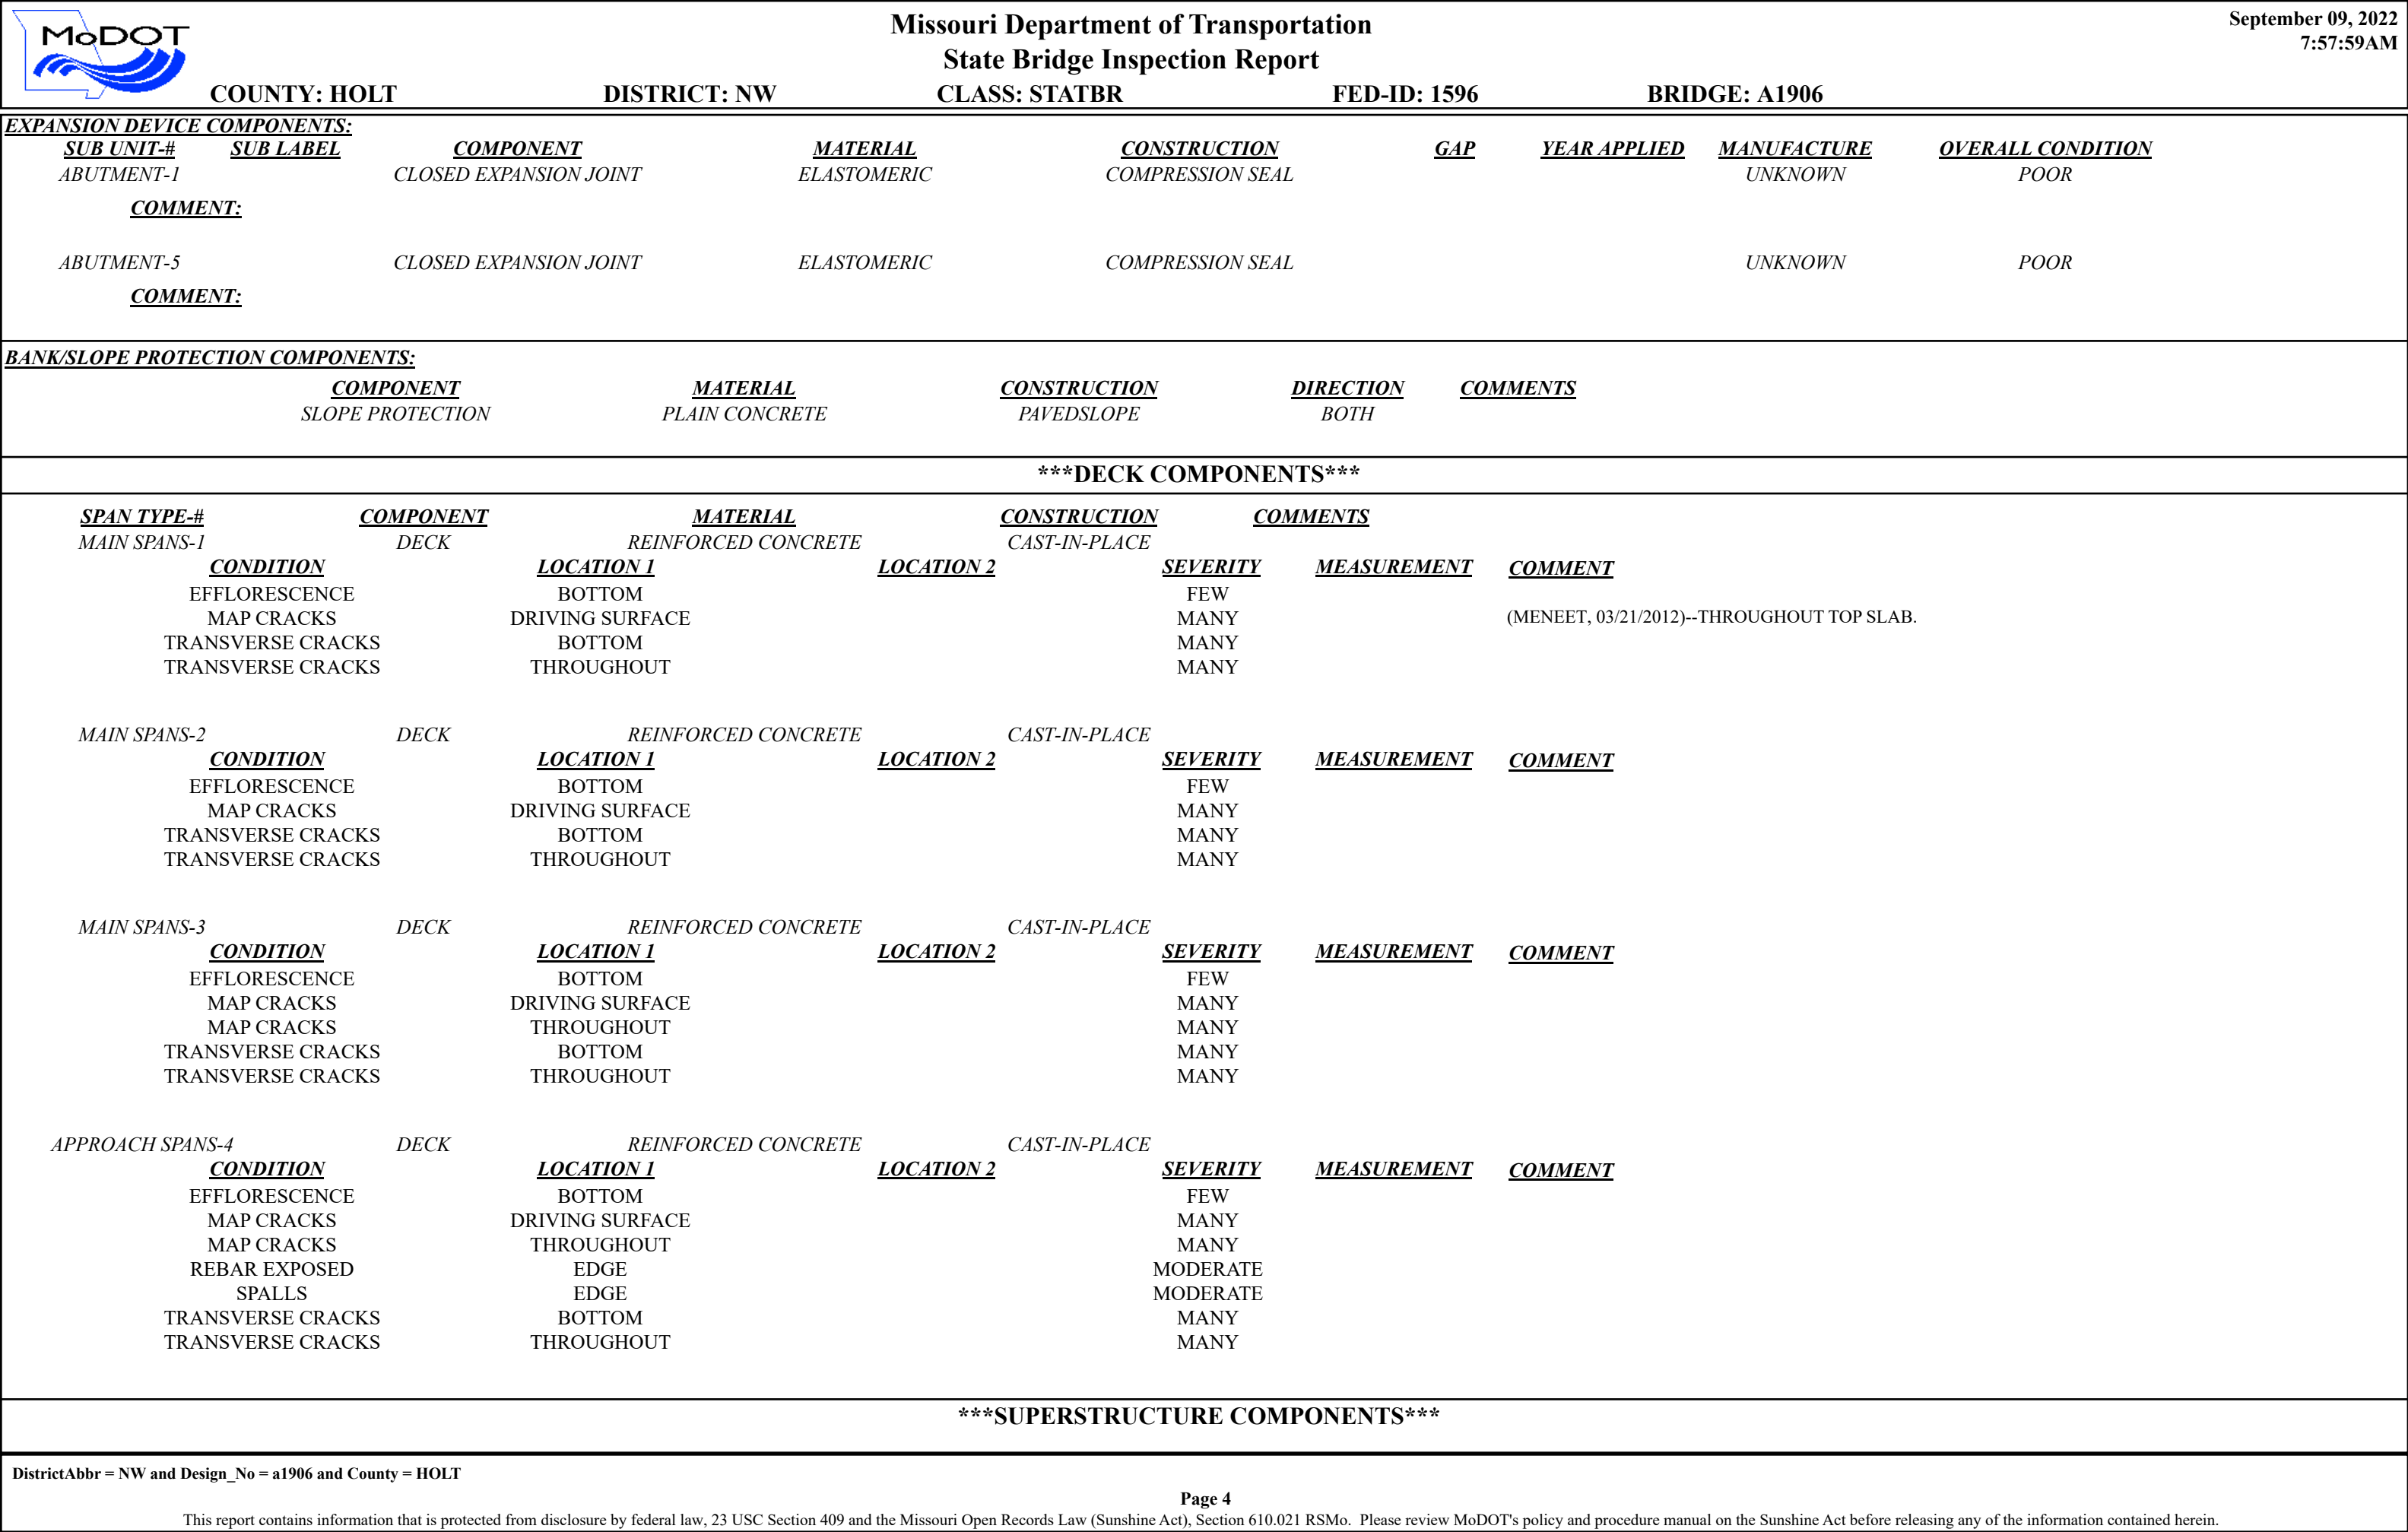 MoDOT
Missouri Department of Transportation
State Bridge Inspection Report
September 09, 2022
7:57:59AM
COUNTY: HOLT DISTRICT: NW CLASS: STATBR FED-ID: 1596 BRIDGE: A1906
EXPANSION DEVICE COMPONENTS:
SUB UNIT-# SUB LABEL COMPONENT MATERIAL CONSTRUCTION GAP YEAR APPLIED MANUFACTURE OVERALL CONDITION
ABUTMENT-1 CLOSED EXPANSION JOINT ELASTOMERIC COMPRESSION SEAL UNKNOWN POOR
COMMENT:
ABUTMENT-5 CLOSED EXPANSION JOINT ELASTOMERIC COMPRESSION SEAL UNKNOWN POOR
COMMENT:
BANK/SLOPE PROTECTION COMPONENTS:
COMPONENT MATERIAL CONSTRUCTION DIRECTION COMMENTS
SLOPE PROTECTION PLAIN CONCRETE PAVEDSLOPE BOTH
***DECK COMPONENTS***
SPAN TYPE-# COMPONENT MATERIAL CONSTRUCTION COMMENTS
MAIN SPANS-1 DECK REINFORCED CONCRETE CAST-IN-PLACE
CONDITION LOCATION 1 LOCATION 2 SEVERITY MEASUREMENT COMMENT
EFFLORESCENCE BOTTOM FEW
MAP CRACKS DRIVING SURFACE MANY (MENEET, 03/21/2012)--THROUGHOUT TOP SLAB.
TRANSVERSE CRACKS BOTTOM MANY
TRANSVERSE CRACKS THROUGHOUT MANY
MAIN SPANS-2 DECK REINFORCED CONCRETE CAST-IN-PLACE
CONDITION LOCATION 1 LOCATION 2 SEVERITY MEASUREMENT COMMENT
EFFLORESCENCE BOTTOM FEW
MAP CRACKS DRIVING SURFACE MANY
TRANSVERSE CRACKS BOTTOM MANY
TRANSVERSE CRACKS THROUGHOUT MANY
MAIN SPANS-3 DECK REINFORCED CONCRETE CAST-IN-PLACE
CONDITION LOCATION 1 LOCATION 2 SEVERITY MEASUREMENT COMMENT
EFFLORESCENCE BOTTOM FEW
MAP CRACKS DRIVING SURFACE MANY
MAP CRACKS THROUGHOUT MANY
TRANSVERSE CRACKS BOTTOM MANY
TRANSVERSE CRACKS THROUGHOUT MANY
APPROACH SPANS-4 DECK REINFORCED CONCRETE CAST-IN-PLACE
CONDITION LOCATION 1 LOCATION 2 SEVERITY MEASUREMENT COMMENT
EFFLORESCENCE BOTTOM FEW
MAP CRACKS DRIVING SURFACE MANY
MAP CRACKS THROUGHOUT MANY
REBAR EXPOSED EDGE MODERATE
SPALLS EDGE MODERATE
TRANSVERSE CRACKS BOTTOM MANY
TRANSVERSE CRACKS THROUGHOUT MANY
***SUPERSTRUCTURE COMPONENTS***
DistrictAbbr = NW and Design_No = a1906 and County = HOLT
Page 4
This report contains information that is protected from disclosure by federal law, 23 USC Section 409 and the Missouri Open Records Law (Sunshine Act), Section 610.021 RSMo. Please review MoDOT's policy and procedure manual on the Sunshine Act before releasing any of the information contained herein.